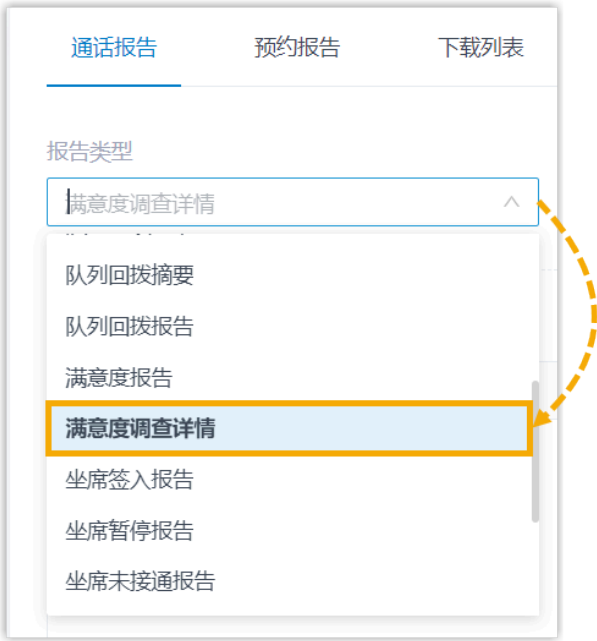 通话报告 预约报告 下载列表
报告类型
满意度调查详情
队列回拨摘要
队列回拨报告
满意度报告
满意度调查详情
坐席签入报告
坐席暂停报告
坐席未接通报告